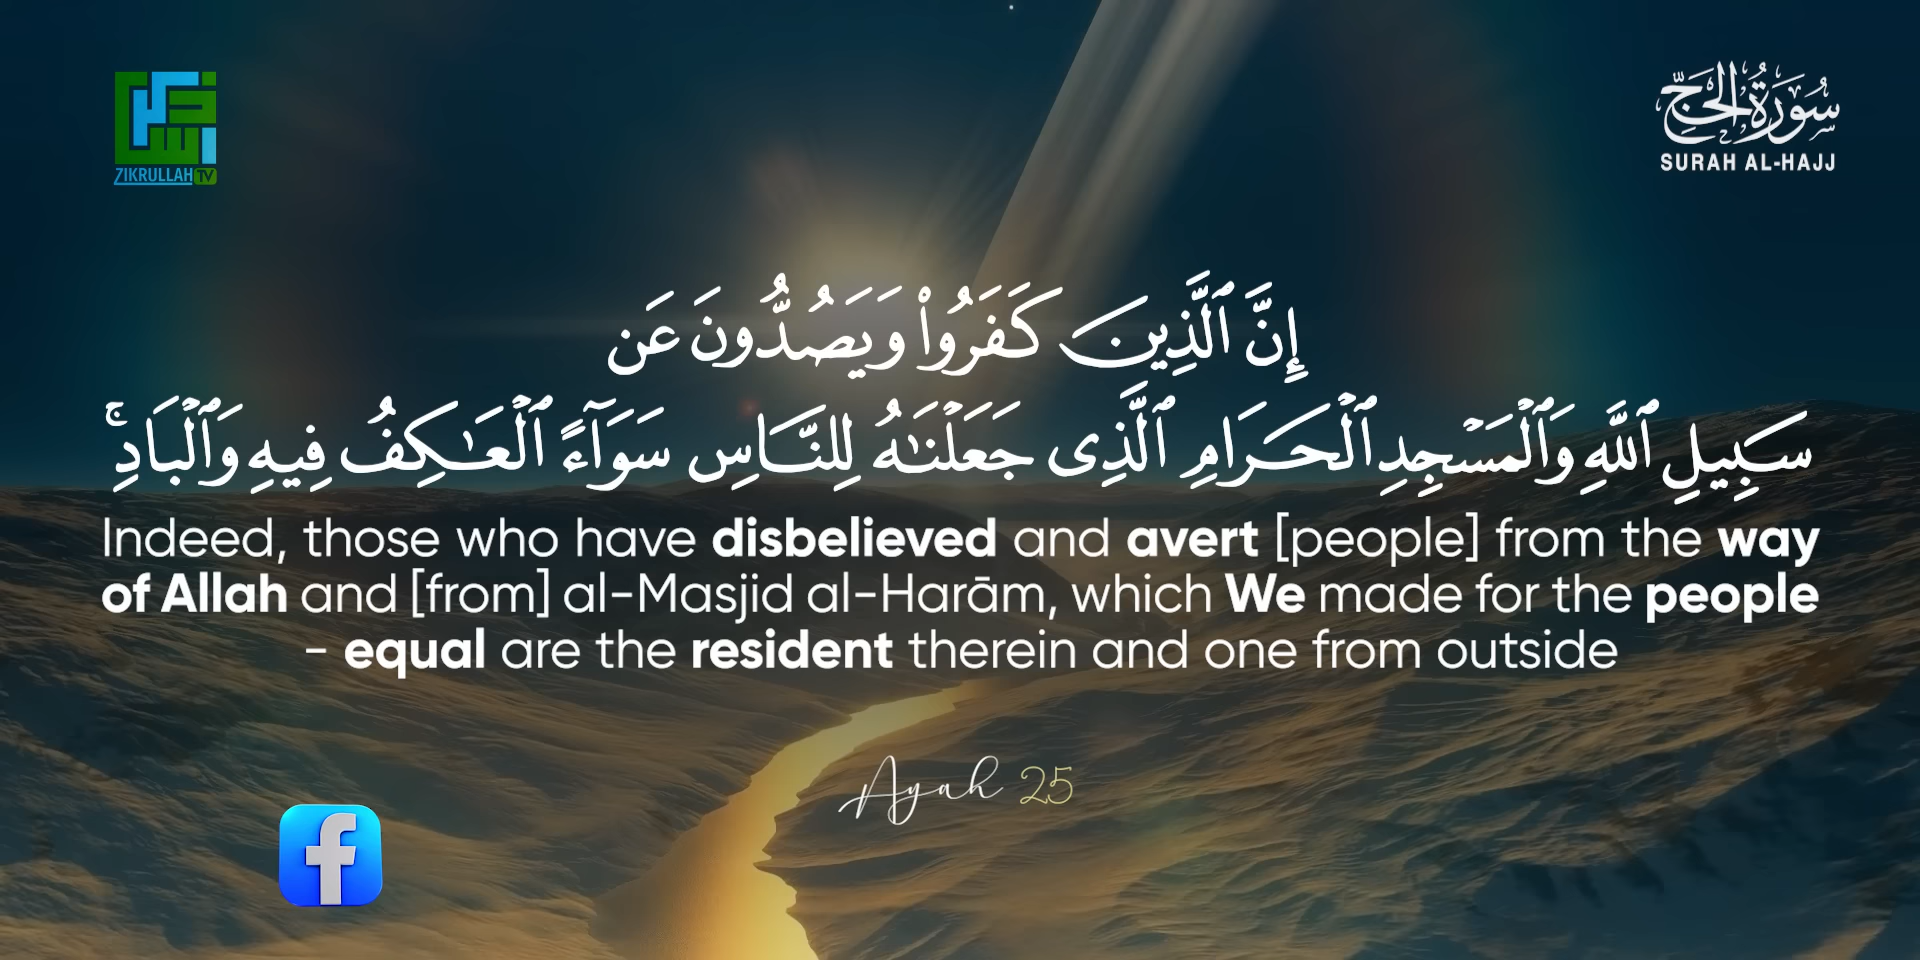 ZIKRULLAH TV
سُورَةُ الحَجِّ
SURAH AL-HAJJ
إِنَّ ٱلَّذِينَ كَفَرُوا۟ وَيَصُدُّونَ عَن
سَبِيلِ ٱللَّهِ وَٱلْمَسْجِدِ ٱلْحَرَامِ ٱلَّذِى جَعَلْنَـٰهُ لِلنَّاسِ سَوَآءً ٱلْعَـٰكِفُ فِيهِ وَٱلْبَادِ ۚ
Indeed, those who have disbelieved and avert [people] from the way
of Allah and [from] al-Masjid al-Harām, which We made for the people
- equal are the resident therein and one from outside
Ayah 25
f